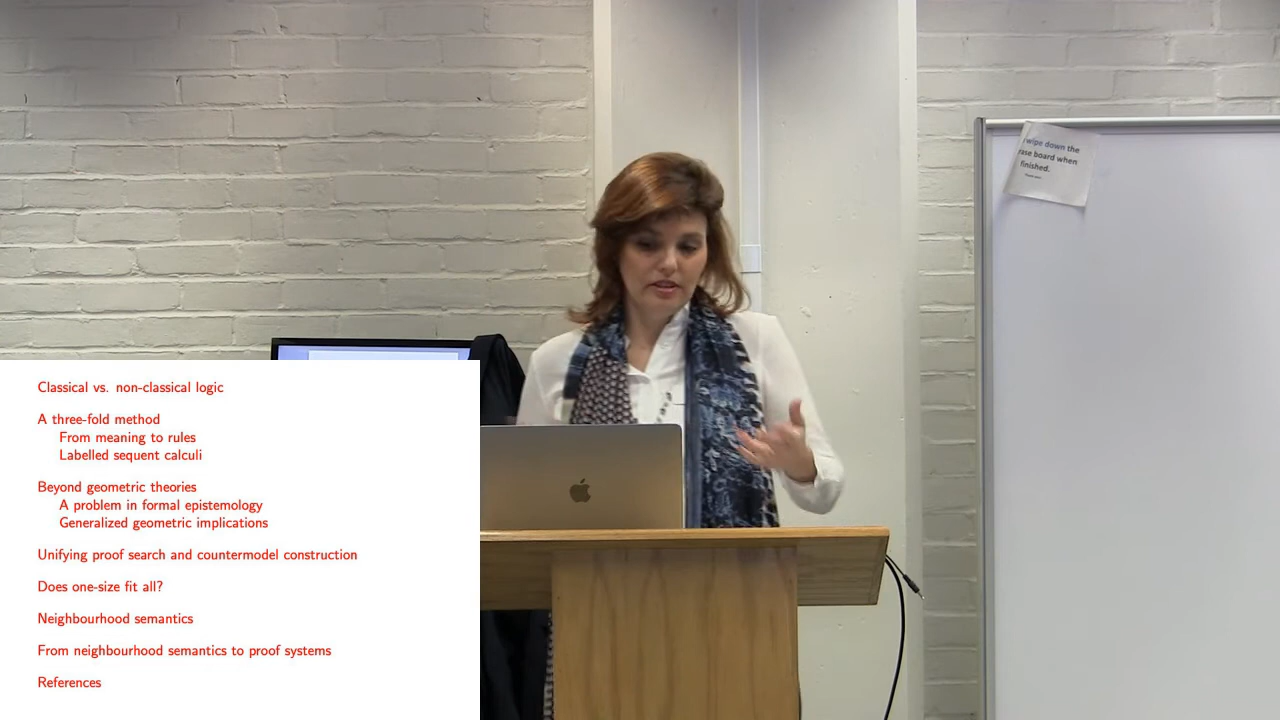 wipe down the
ase board when
finished.
Classical vs. non-classical logic
A three-fold method
From meaning to rules
Labelled sequent calculi
Beyond geometric theories
A problem in formal epistemology
Generalized geometric implications
Unifying proof search and countermodel construction
Does one-size fit all?
Neighbourhood semantics
From neighbourhood semantics to proof systems
References